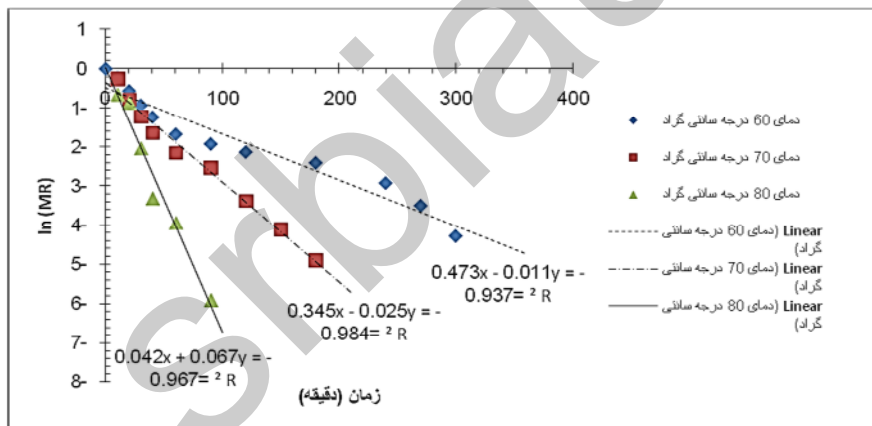 1
0
1-
2-
3-
4-
5-
6-
7-
8-
0 100 200 300 400
ln (MR)
زمان (دقیقه)
دمای 60 درجه سانتی گراد
دمای 70 درجه سانتی گراد
دمای 80 درجه سانتی گراد
Linear (دمای 60 درجه سانتی
گراد)
Linear (دمای 70 درجه سانتی
گراد)
Linear (دمای 80 درجه سانتی
گراد)
0.473x - 0.011y = -
0.937= ² R
0.345x - 0.025y = -
0.984= ² R
0.042x + 0.067y = -
0.967= ² R